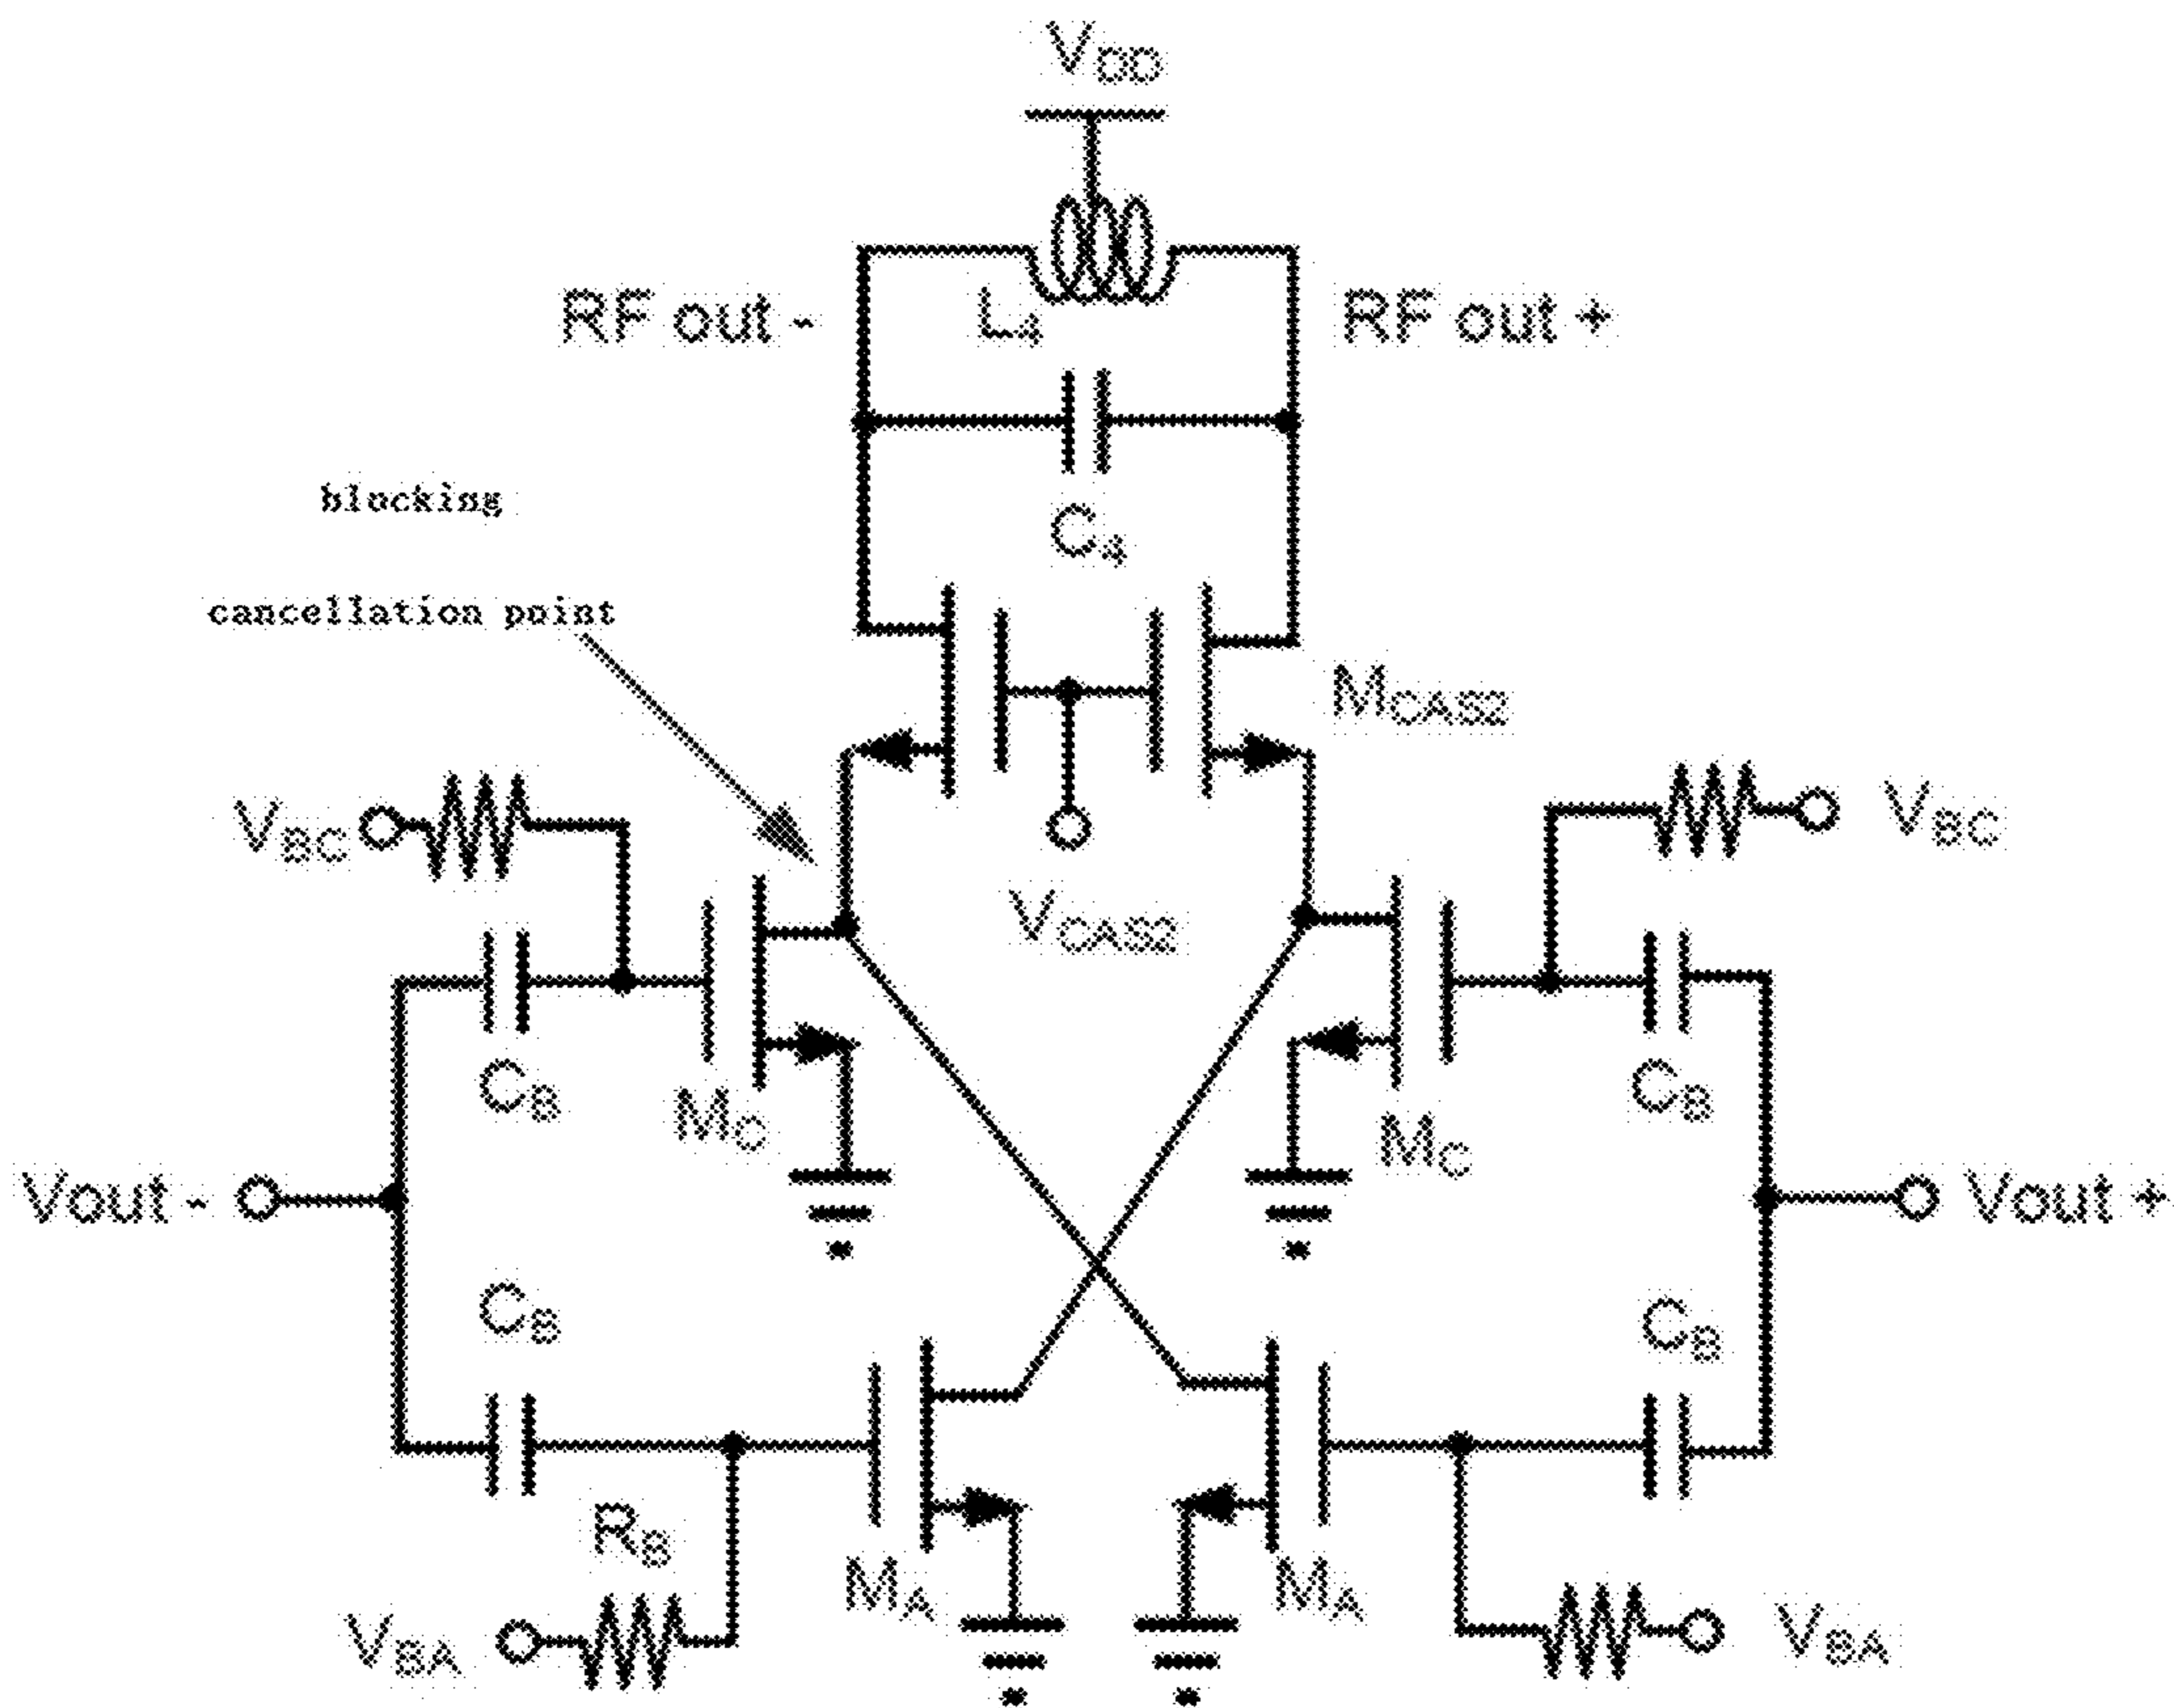 VDD
RF out -
L4
RF out +
blocking
C4
cancellation point
MCAS2
VBC
VBC
VCAS2
CB
MC
CB
MC
Vout -
Vout +
CB
CB
RB
MA
MA
VBA
VBA